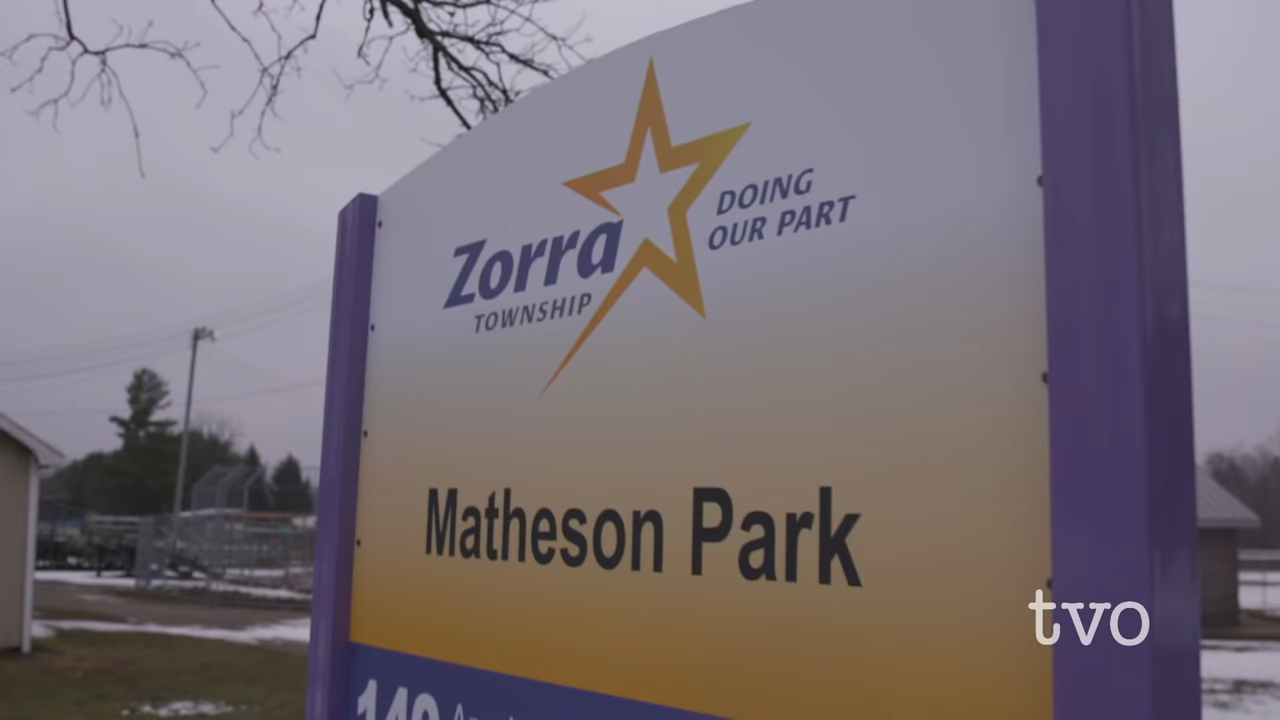 DOING
OUR PART
Zorra
TOWNSHIP
Matheson Park
tvo